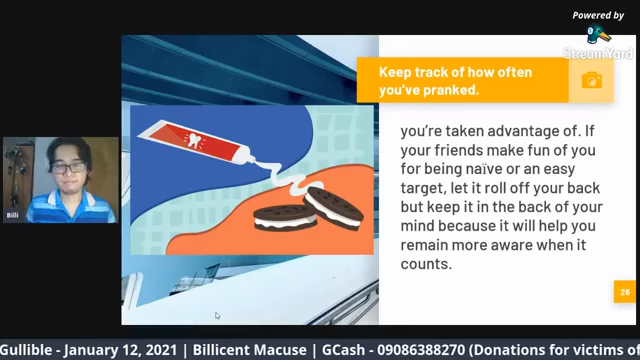 Powered by
StreamYard
Keep track of how often
you've pranked.
you're taken advantage of. If
your friends make fun of you
for being naïve or an easy
target, let it roll off your back
but keep it in the back of your
mind because it will help you
remain more aware when it
counts.
Billi
26
Gullible - January 12, 2021 | Billicent Macuse | GCash - 09086388270 (Donations for victims of